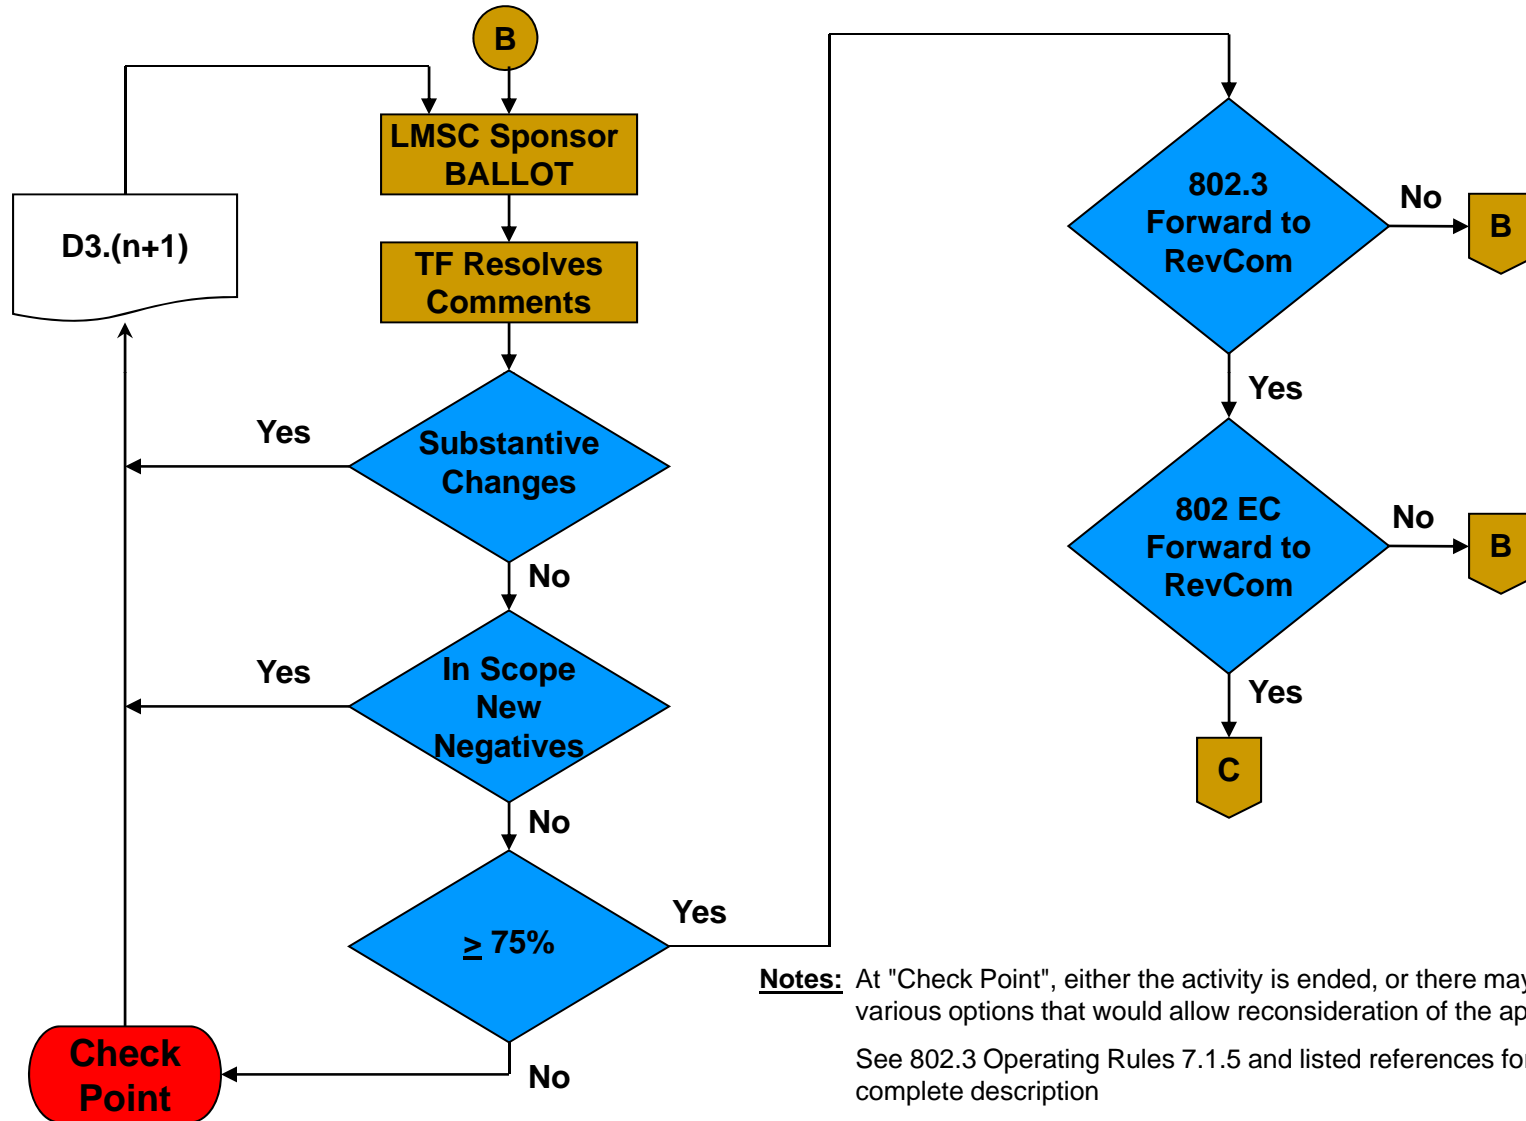 B
LMSC Sponsor
BALLOT
D3.(n+1)
TF Resolves
Comments
Yes
Substantive
Changes
No
Yes
In Scope
New
Negatives
No
≥ 75%
Yes
No
Check
Point
802.3
Forward to
RevCom
No
B
Yes
802 EC
Forward to
RevCom
No
B
Yes
C
Notes: At "Check Point", either the activity is ended, or there may
various options that would allow reconsideration of the
See 802.3 Operating Rules 7.1.5 and listed references for
complete description